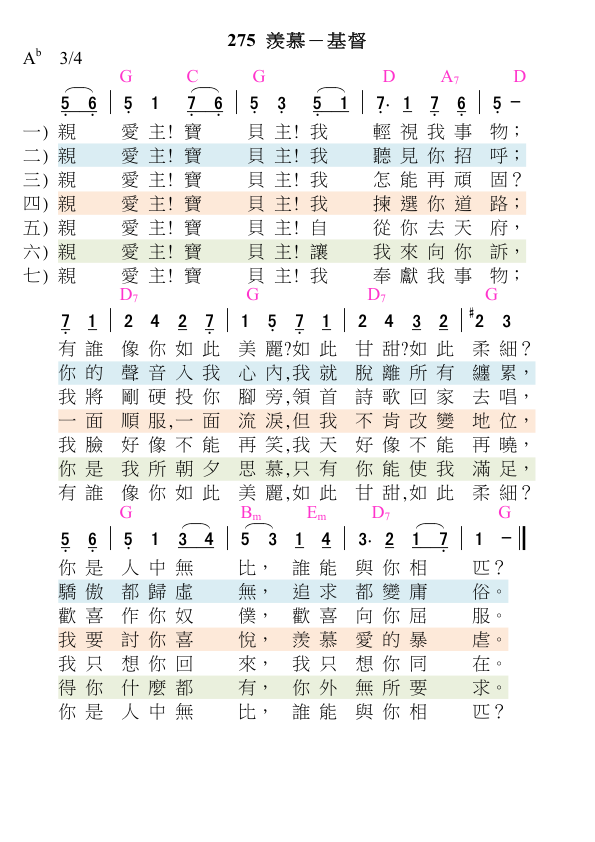 275 羨慕－基督
Ab 3/4
G C G D A7 D
5 6 | 5 1 7 6 | 5 3 5 1 | 7· 1 7 6 | 5 －
一) 親 愛 主! 寶 貝 主! 我 輕 視 我 事 物；
二) 親 愛 主! 寶 貝 主! 我 聽 見 你 招 呼；
三) 親 愛 主! 寶 貝 主! 我 怎 能 再 頑 固？
四) 親 愛 主! 寶 貝 主! 我 揀 選 你 道 路；
五) 親 愛 主! 寶 貝 主! 自 從 你 去 天 府，
六) 親 愛 主! 寶 貝 主! 讓 我 來 向 你 訴，
七) 親 愛 主! 寶 貝 主! 我 奉 獻 我 事 物；
D7 G D7 G
7 1 | 2 4 2 7 | 1 5 7 1 | 2 4 3 2 | #2 3
有 誰 像 你 如 此 美 麗?如 此 甘 甜?如 此 柔 細？
你 的 聲 音 入 我 心 內,我 就 脫 離 所 有 纏 累，
我 將 剛 硬 投 你 腳 旁,領 首 詩 歌 回 家 去 唱，
一 面 順 服,一 面 流 淚,但 我 不 肯 改 變 地 位，
我 臉 好 像 不 能 再 笑,我 天 好 像 不 能 再 曉，
你 是 我 所 朝 夕 思 慕,只 有 你 能 使 我 滿 足，
有 誰 像 你 如 此 美 麗,如 此 甘 甜,如 此 柔 細？
G Bm Em D7 G
5 6 | 5 1 3 4 | 5 3 1 4 | 3· 2 1 7 | 1 －
你 是 人 中 無 比， 誰 能 與 你 相 匹？
驕 傲 都 歸 虛 無， 追 求 都 變 庸 俗。
歡 喜 作 你 奴 僕， 歡 喜 向 你 屈 服。
我 要 討 你 喜 悅， 羨 慕 愛 的 暴 虐。
我 只 想 你 回 來， 我 只 想 你 同 在。
得 你 什 麼 都 有， 你 外 無 所 要 求。
你 是 人 中 無 比， 誰 能 與 你 相 匹？